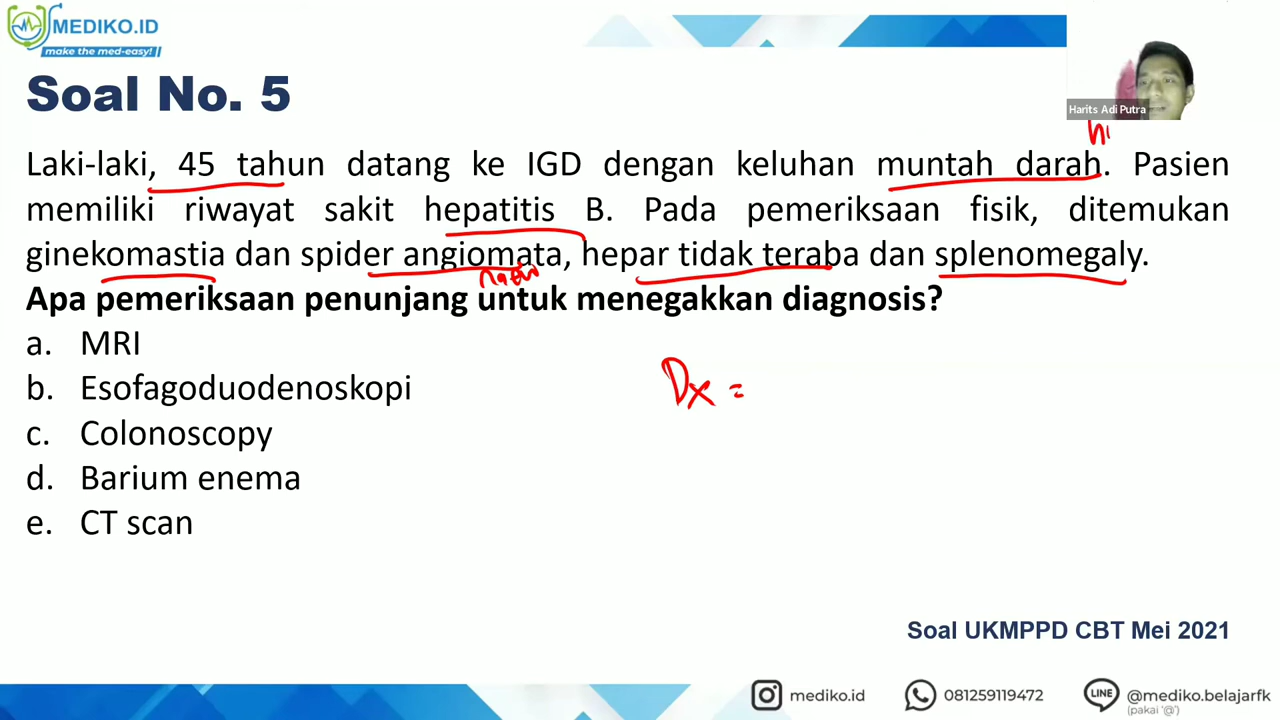 MEDIKO.ID
make the med-easy!
Harits Adi Putra
Soal No. 5
Laki-laki, 45 tahun datang ke IGD dengan keluhan muntah darah. Pasien
memiliki riwayat sakit hepatitis B. Pada pemeriksaan fisik, ditemukan
ginekomastia dan spider angiomata, hepar tidak teraba dan splenomegaly.
Apa pemeriksaan penunjang untuk menegakkan diagnosis?
a. MRI
b. Esofagoduodenoskopi
c. Colonoscopy
d. Barium enema
e. CT scan
Dx =
Soal UKMPPD CBT Mei 2021
mediko.id
081259119472
LINE
@mediko.belajarfk
(pakai '@')